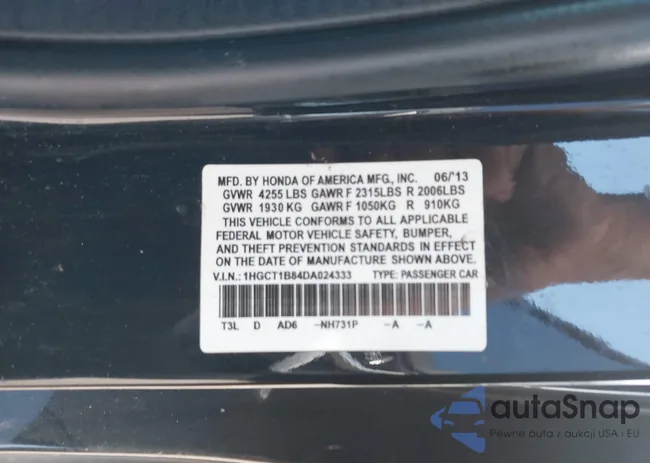 MFD. BY HONDA OF AMERICA MFG., INC. 06/'13
GVWR 4255 LBS GAWR F 2315LBS R 2006LBS
GVWR 1930 KG GAWR F 1050KG R 910KG
THIS VEHICLE CONFORMS TO ALL APPLICABLE
FEDERAL MOTOR VEHICLE SAFETY, BUMPER,
AND THEFT PREVENTION STANDARDS IN EFFECT
ON THE DATE OF MANUFACTURE SHOWN ABOVE.
V.I.N.: 1HGCT1B84DA024333 TYPE: PASSENGER CAR
T3L D AD6 -NH731P -A -A
autaSnap
Pewne auta z aukcji USA i EU